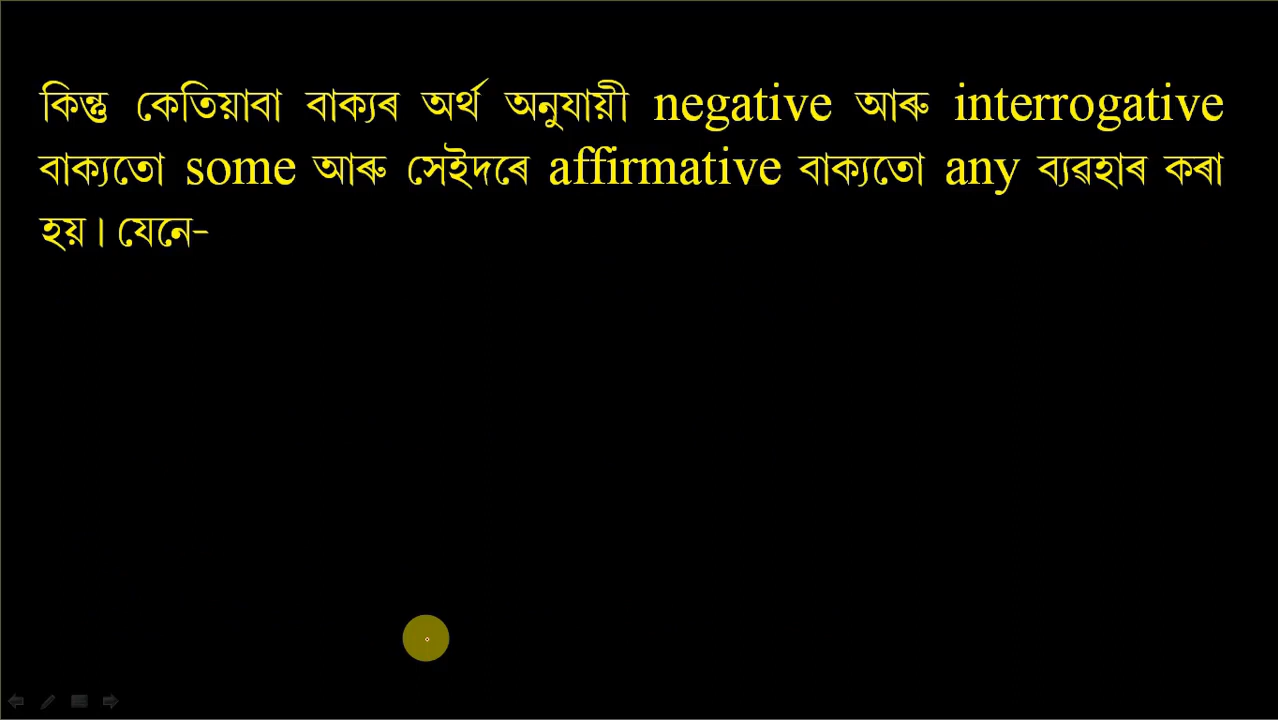 কিন্তু কেতিয়াবা বাক্যৰ অৰ্থ অনুযায়ী negative আৰু interrogative
বাক্যতো some আৰু সেইদৰে affirmative বাক্যতো any ব্যৱহাৰ কৰা
হয়। যেনে-